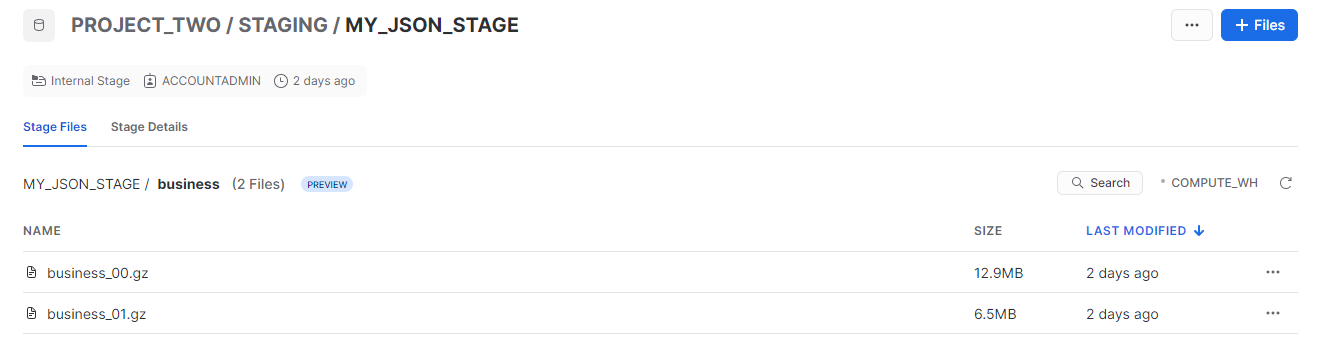 PROJECT_TWO / STAGING / MY_JSON_STAGE
... + Files
Internal Stage ACCOUNTADMIN 2 days ago
Stage Files Stage Details
MY_JSON_STAGE / business (2 Files) PREVIEW Search COMPUTE_WH
NAME SIZE LAST MODIFIED
business_00.gz 12.9MB 2 days ago ...
business_01.gz 6.5MB 2 days ago ...